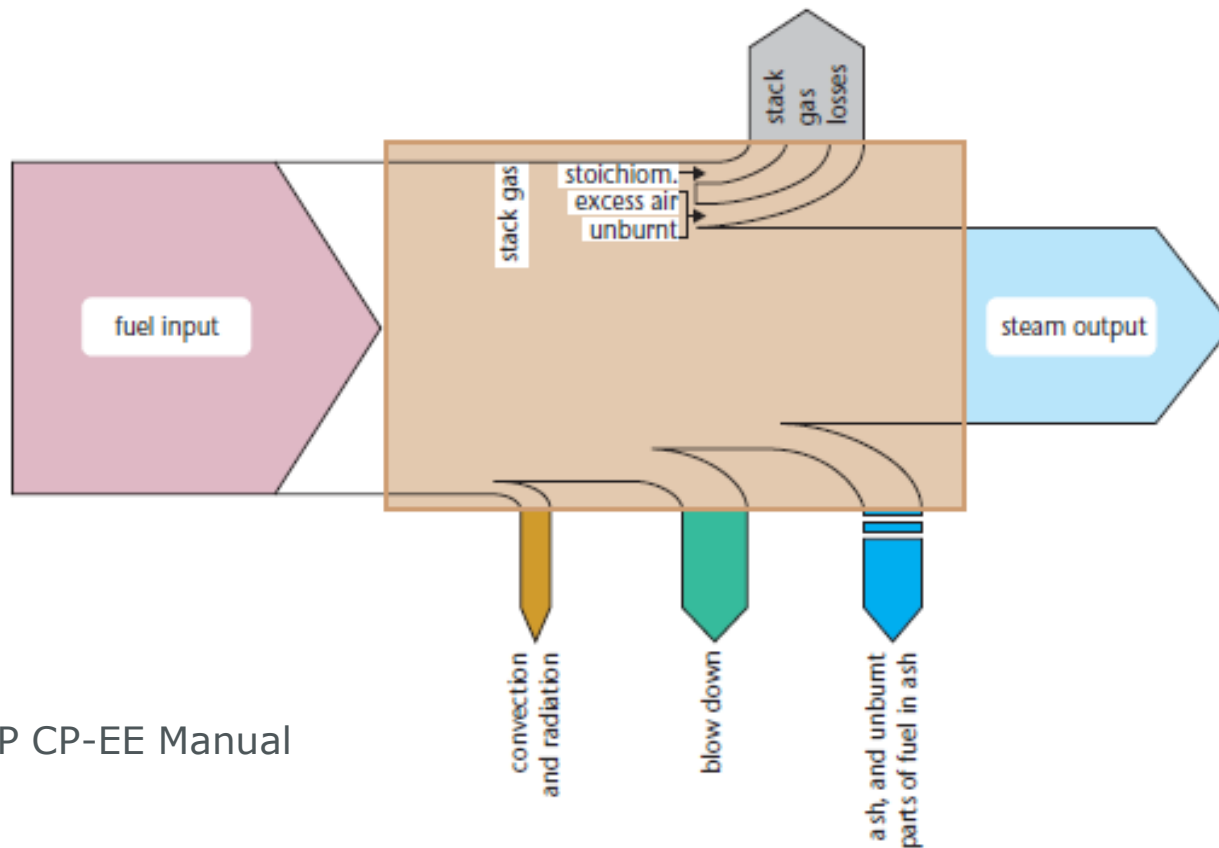 stack
gas
losses
stack gas
stoichiom.
excess air
unburnt
fuel input
steam output
convection
and radiation
blow down
ash, and unburnt
parts of fuel in ash
P CP-EE Manual